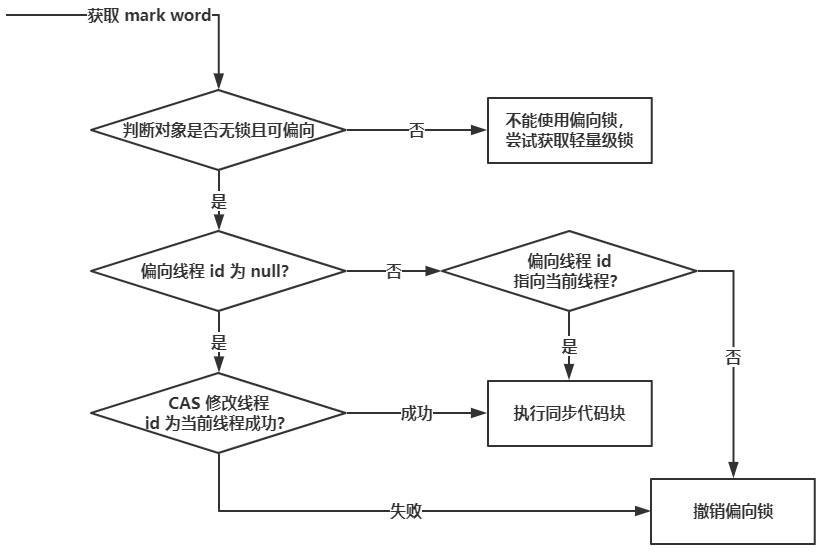 获取 mark word
判断对象是否无锁且可偏向
否
不能使用偏向锁，
尝试获取轻量级锁
是
偏向线程 id 为 null?
否
偏向线程 id
指向当前线程?
是
是
否
CAS 修改线程
id 为当前线程成功?
成功
执行同步代码块
失败
撤销偏向锁